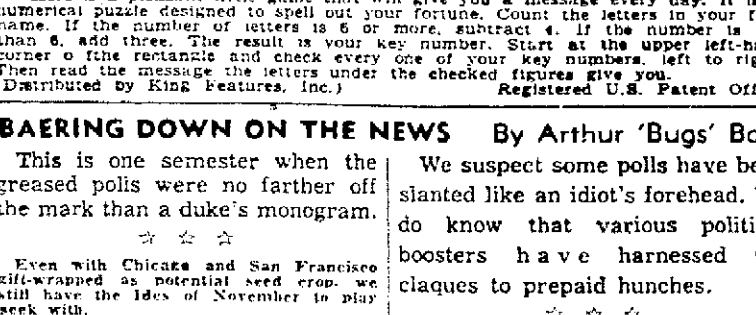 numerical puzzle designed to spell out your fortune. Count the letters in your
name. If the number of letters is 6 or more, subtract 4. If the number is
than 6, add three. The result is your key number. Start at the upper left-ha
corner o fthe rectangle and check every one of your key numbers, left to rig
Then read the message the letters under the checked figures give you.
(Distributed by King Features, Inc.) Registered U.S. Patent Off
BAERING DOWN ON THE NEWS By Arthur 'Bugs' Ba
This is one semester when the
greased polls were no farther off
the mark than a duke's monogram.
☆ ☆ ☆
Even with Chicago and San Francisco
gift-wrapped as potential seed crop, we
still have the Ides of November to play
seek with.
We suspect some polls have be
slanted like an idiot's forehead.
do know that various politi
boosters have harnessed
claques to prepaid hunches.
☆ ☆ ☆